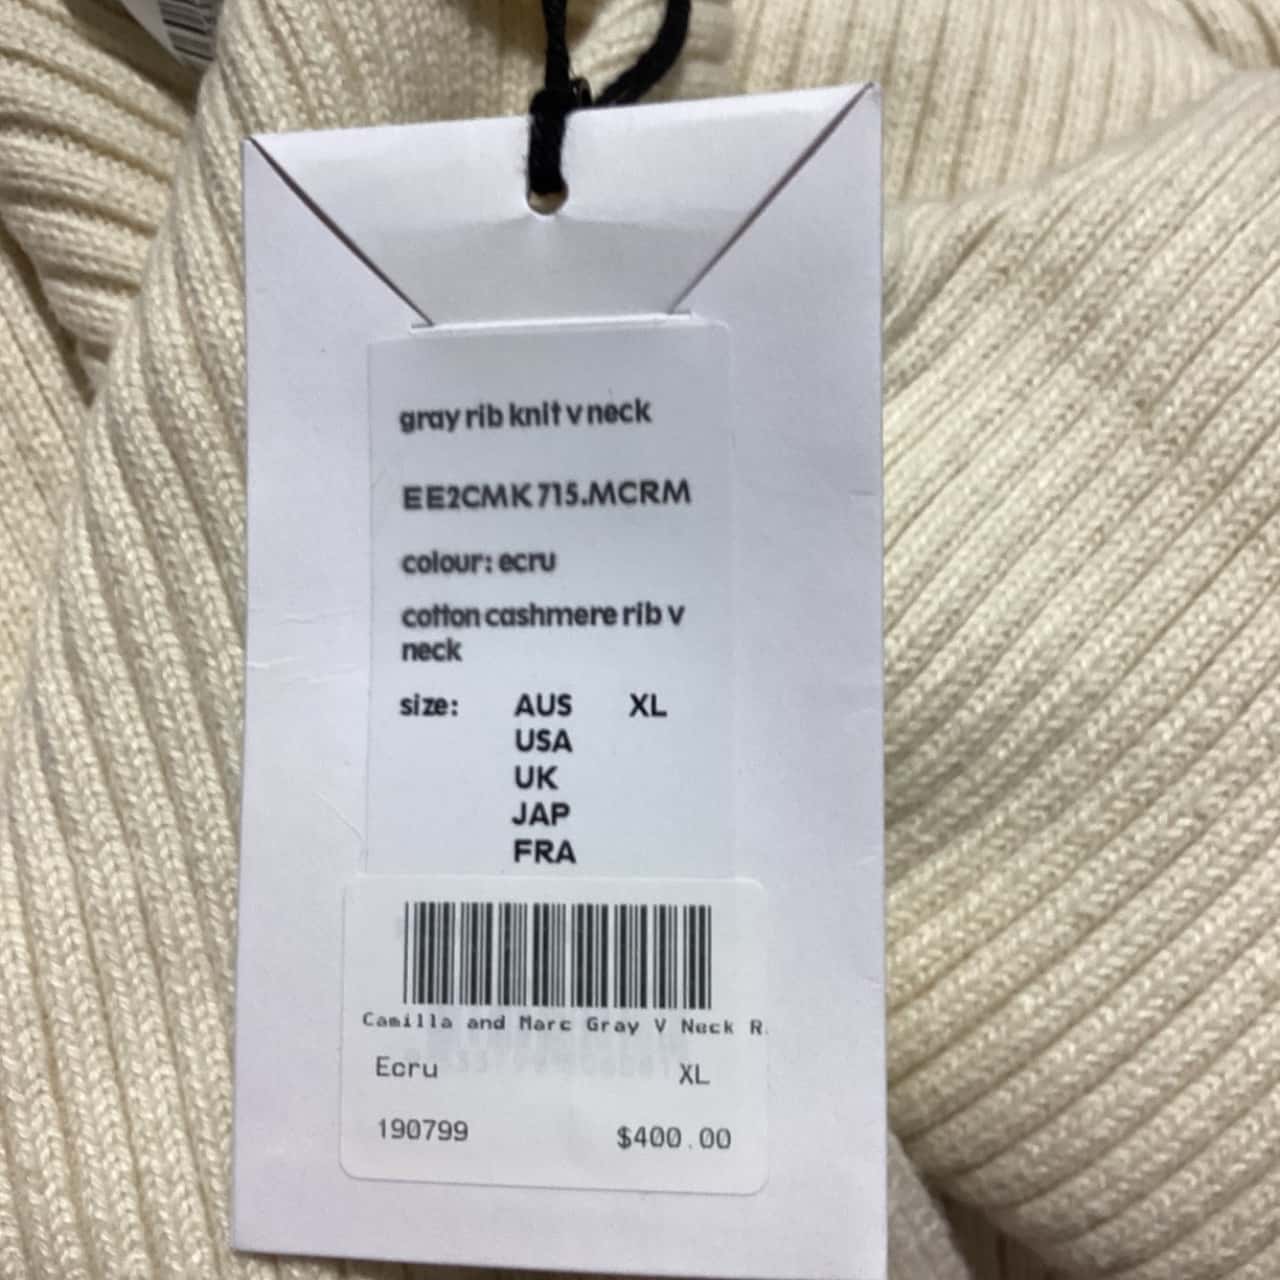 gray rib knit v neck
EE2CMK715.MCRM
colour: ecru
cotton cashmere rib v
neck
size: AUS XL
USA
UK
JAP
FRA
Camilla and Marc Gray V Neck R.
Ecru XL
190799 $400.00